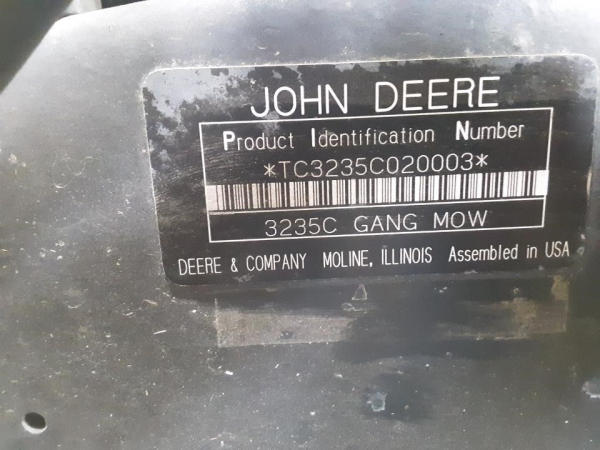 JOHN DEERE
Product Identification Number
*TC3235C020003*
3235C GANG MOW
DEERE & COMPANY MOLINE, ILLINOIS Assembled in USA